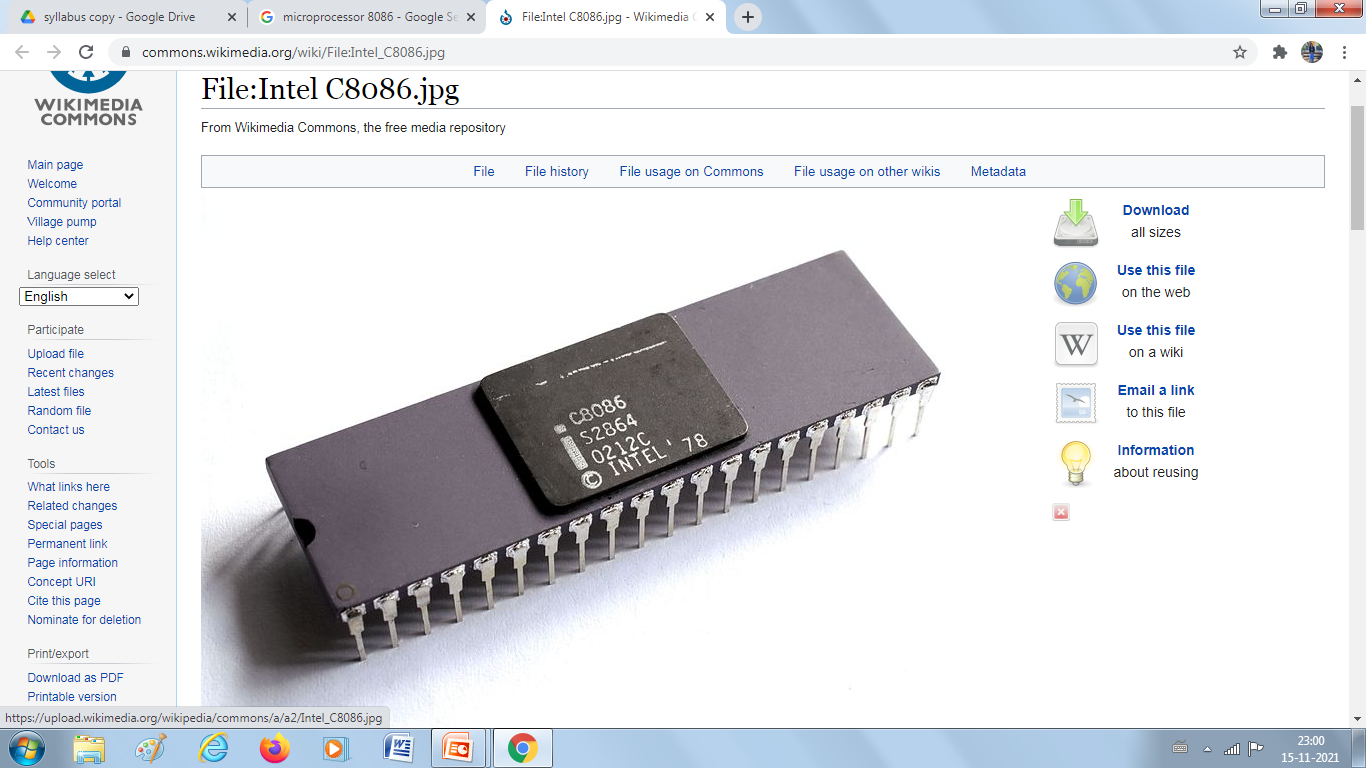 syllabus copy - Google Drive
microprocessor 8086 - Google Se
File:Intel C8086.jpg - Wikimedia C
commons.wikimedia.org/wiki/File:Intel_C8086.jpg
WIKIMEDIA
COMMONS
Main page
Welcome
Community portal
Village pump
Help center
Language select
English
Participate
Upload file
Recent changes
Latest files
Random file
Contact us
Tools
What links here
Related changes
Special pages
Permanent link
Page information
Concept URI
Cite this page
Nominate for deletion
Print/export
Download as PDF
Printable version
File:Intel C8086.jpg
From Wikimedia Commons, the free media repository
File File history File usage on Commons File usage on other wikis Metadata
C8086
S2864
0212C
© INTEL '78
Download
all sizes
Use this file
on the web
W
Use this file
on a wiki
Email a link
to this file
Information
about reusing
https://upload.wikimedia.org/wikipedia/commons/a/a2/Intel_C8086.jpg
23:00
15-11-2021